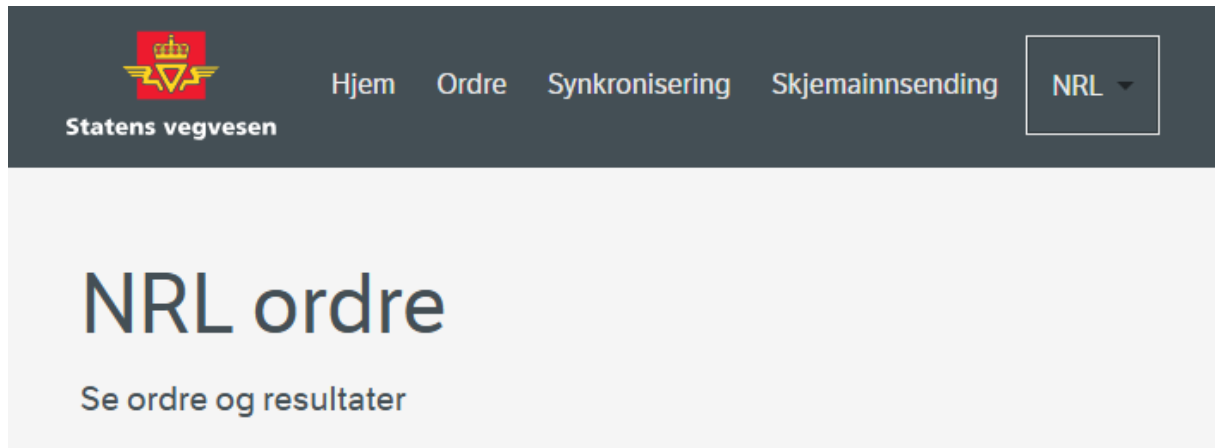 Statens vegvesen
Hjem Ordre Synkronisering Skjemainnsending NRL
NRL ordre
Se ordre og resultater